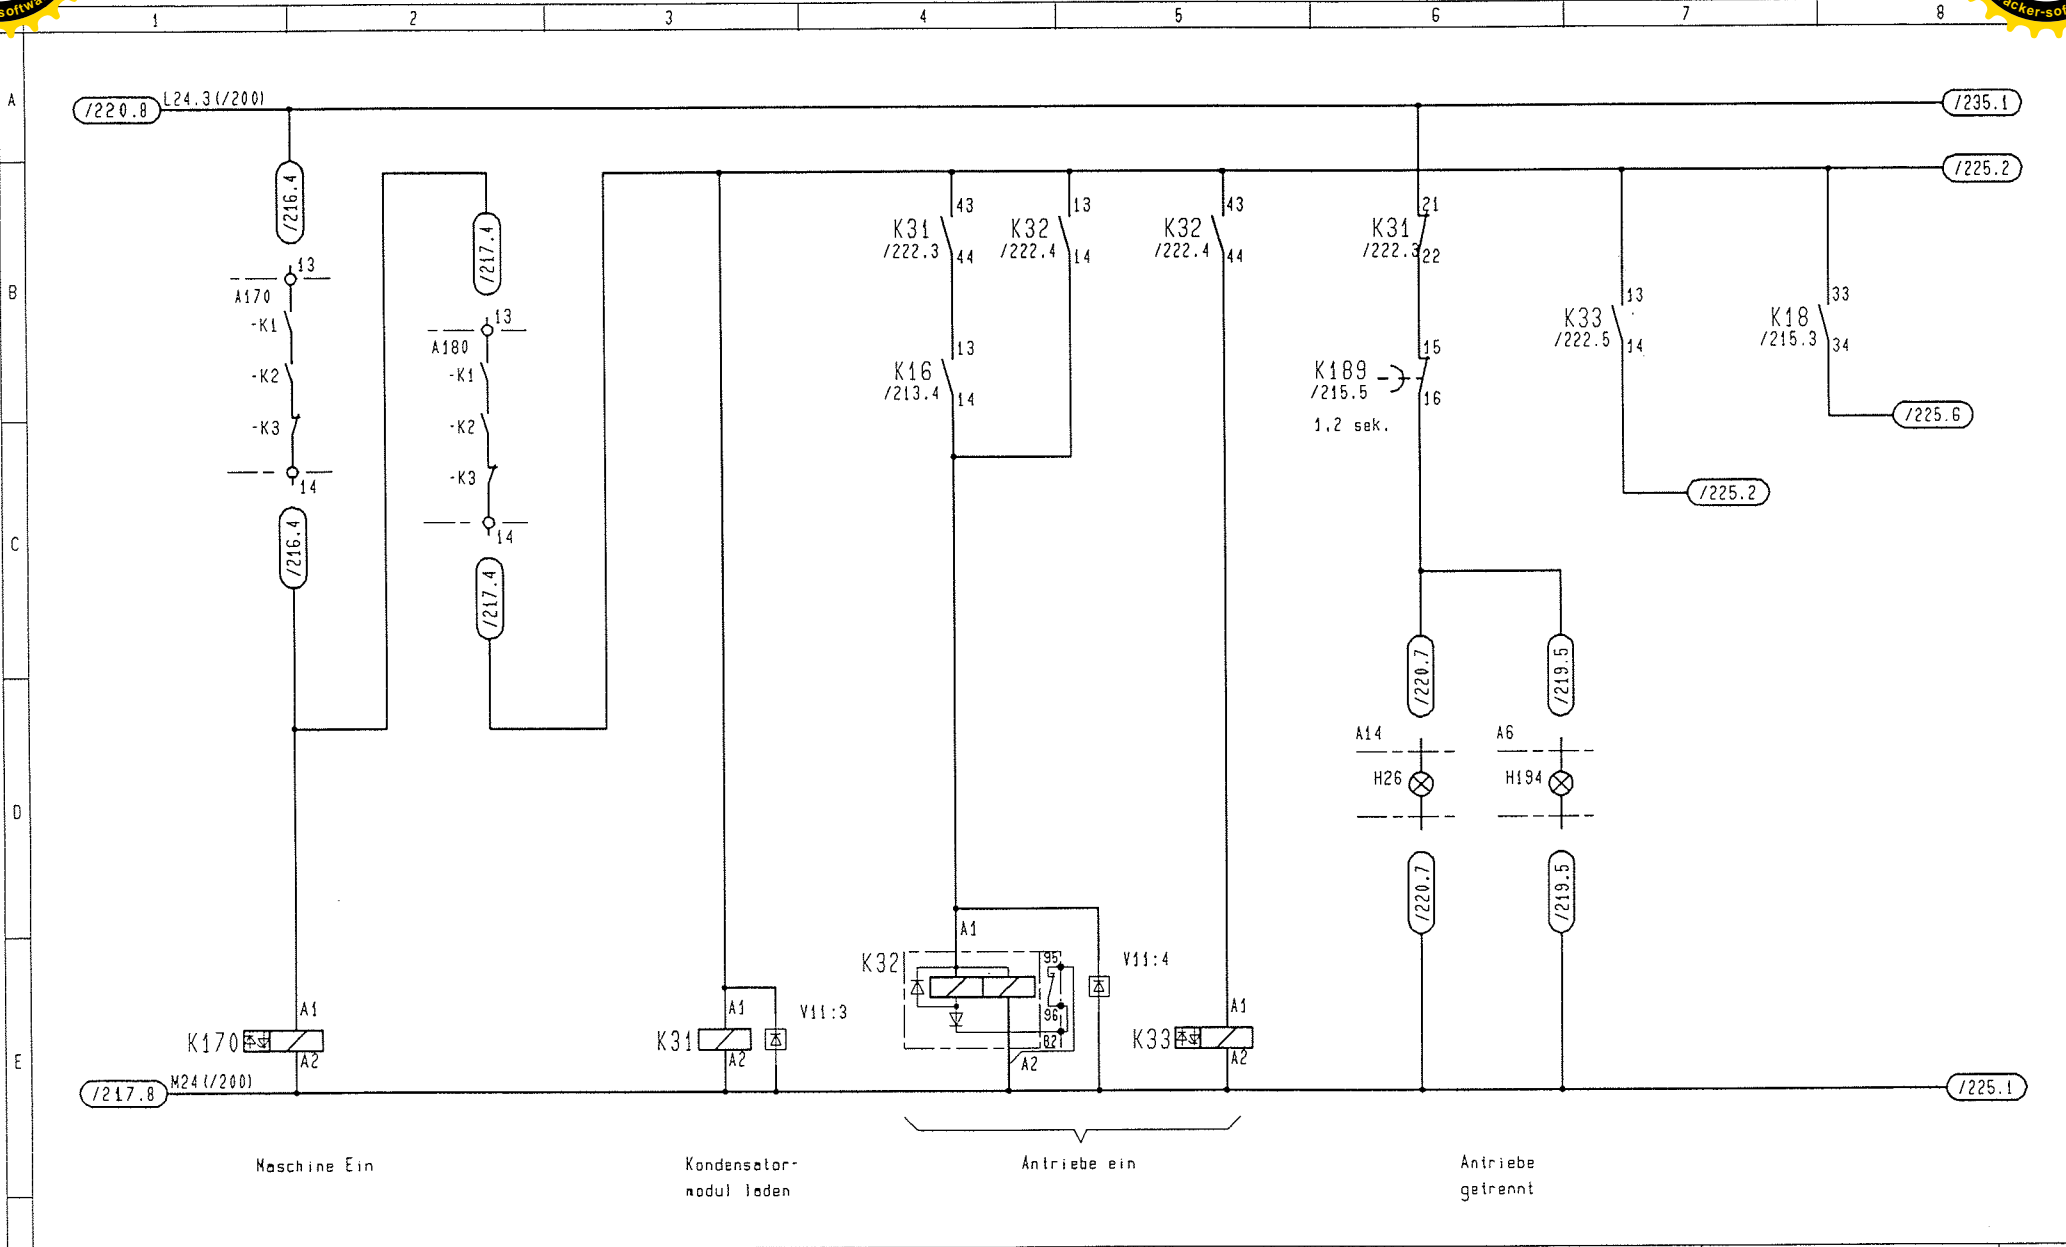 softwa
acker-sof
1 2 3 4 5 6 7 8
A
/220.8 L24.3(/200) /235.1
/216.4 /225.2
/217.4
B
13
A170
-K1
-K2
-K3
14
/216.4
13
A180
-K1
-K2
-K3
14
/217.4
K31 43
/222.3 44
K16 13
/213.4 14
K32 13
/222.4 14
K32 43
/222.4 44
K31 21
/222.3 22
K189 15
/215.5 16
1.2 sek.
K33 13
/222.5 14
/225.2
K18 33
/215.3 34
/225.6
C
/220.7 /219.5
A14 A6
H26 H194
/220.7 /219.5
D
K170 A1
A2
K31 A1
A2
V11:3
K32 A1
95
96
82
A2
V11:4
K33 A1
A2
E
/217.8 M24(/200) /225.1
Maschine Ein
Kondensator-
modul laden
Antriebe ein
Antriebe
getrennt